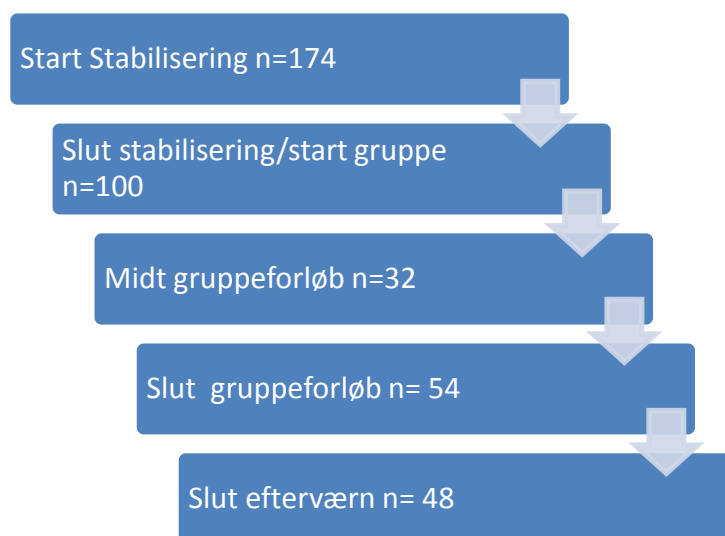 Start Stabilisering n=174
Slut stabilisering/start gruppe
n=100
Midt gruppeforløb n=32
Slut gruppeforløb n= 54
Slut efterværn n= 48